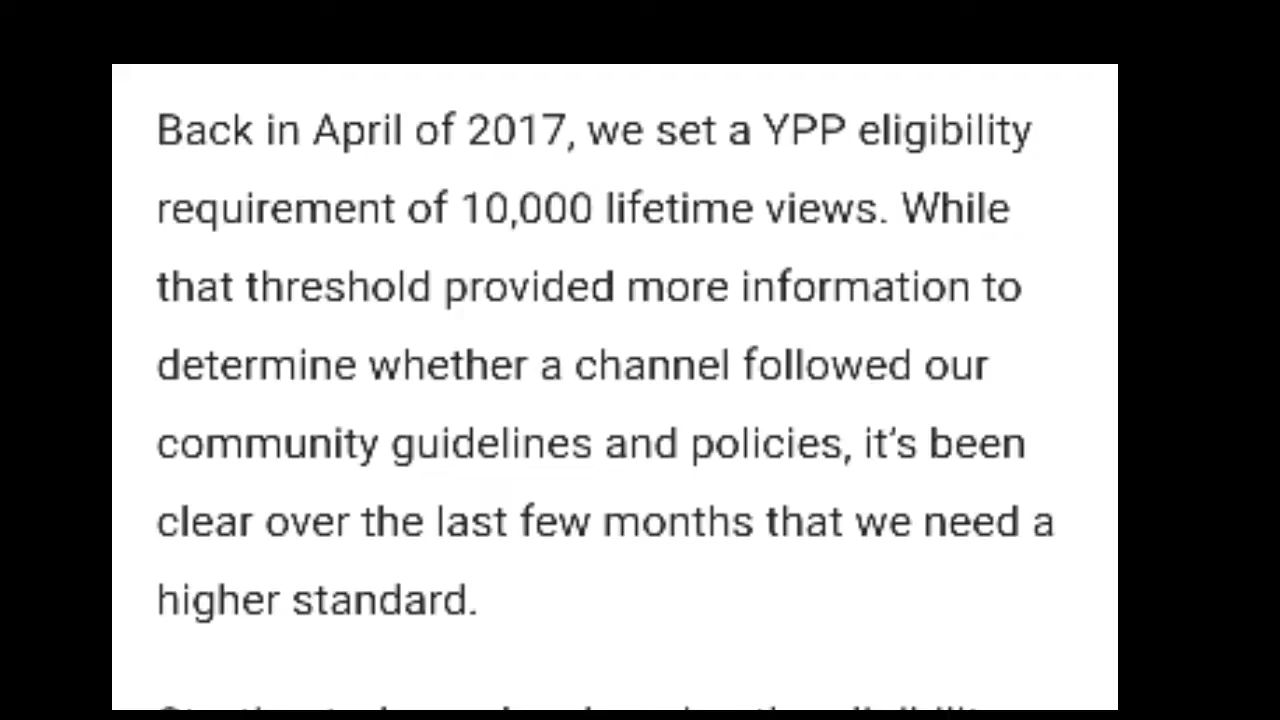 Back in April of 2017, we set a YPP eligibility
requirement of 10,000 lifetime views. While
that threshold provided more information to
determine whether a channel followed our
community guidelines and policies, it’s been
clear over the last few months that we need a
higher standard.